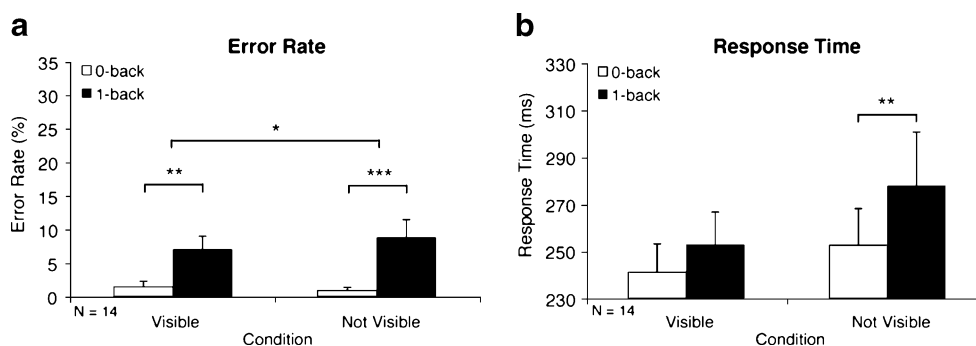 a
Error Rate
35
30
25
20
15
10
5
0
Error Rate (%)
0-back
1-back
*
**
***
N = 14
Visible
Not Visible
Condition
b
Response Time
330
310
290
270
250
230
Response Time (ms)
0-back
1-back
**
N = 14
Visible
Not Visible
Condition